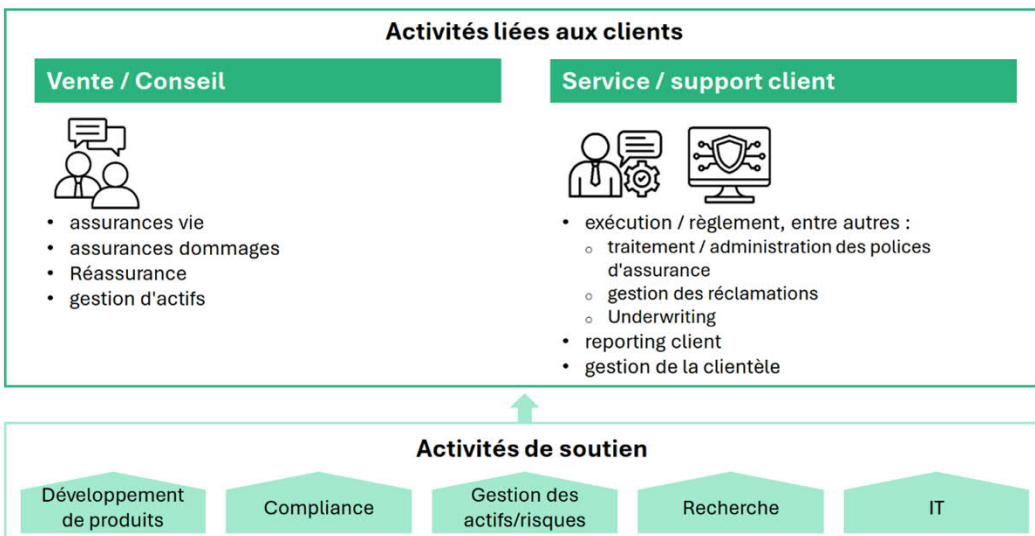 Activités liées aux clients
Vente / Conseil
• assurances vie
• assurances dommages
• Réassurance
• gestion d'actifs
Service / support client
• exécution / règlement, entre autres :
o traitement / administration des polices
d'assurance
o gestion des réclamations
o Underwriting
• reporting client
• gestion de la clientèle
Activités de soutien
Développement
de produits
Compliance
Gestion des
actifs/risques
Recherche
IT